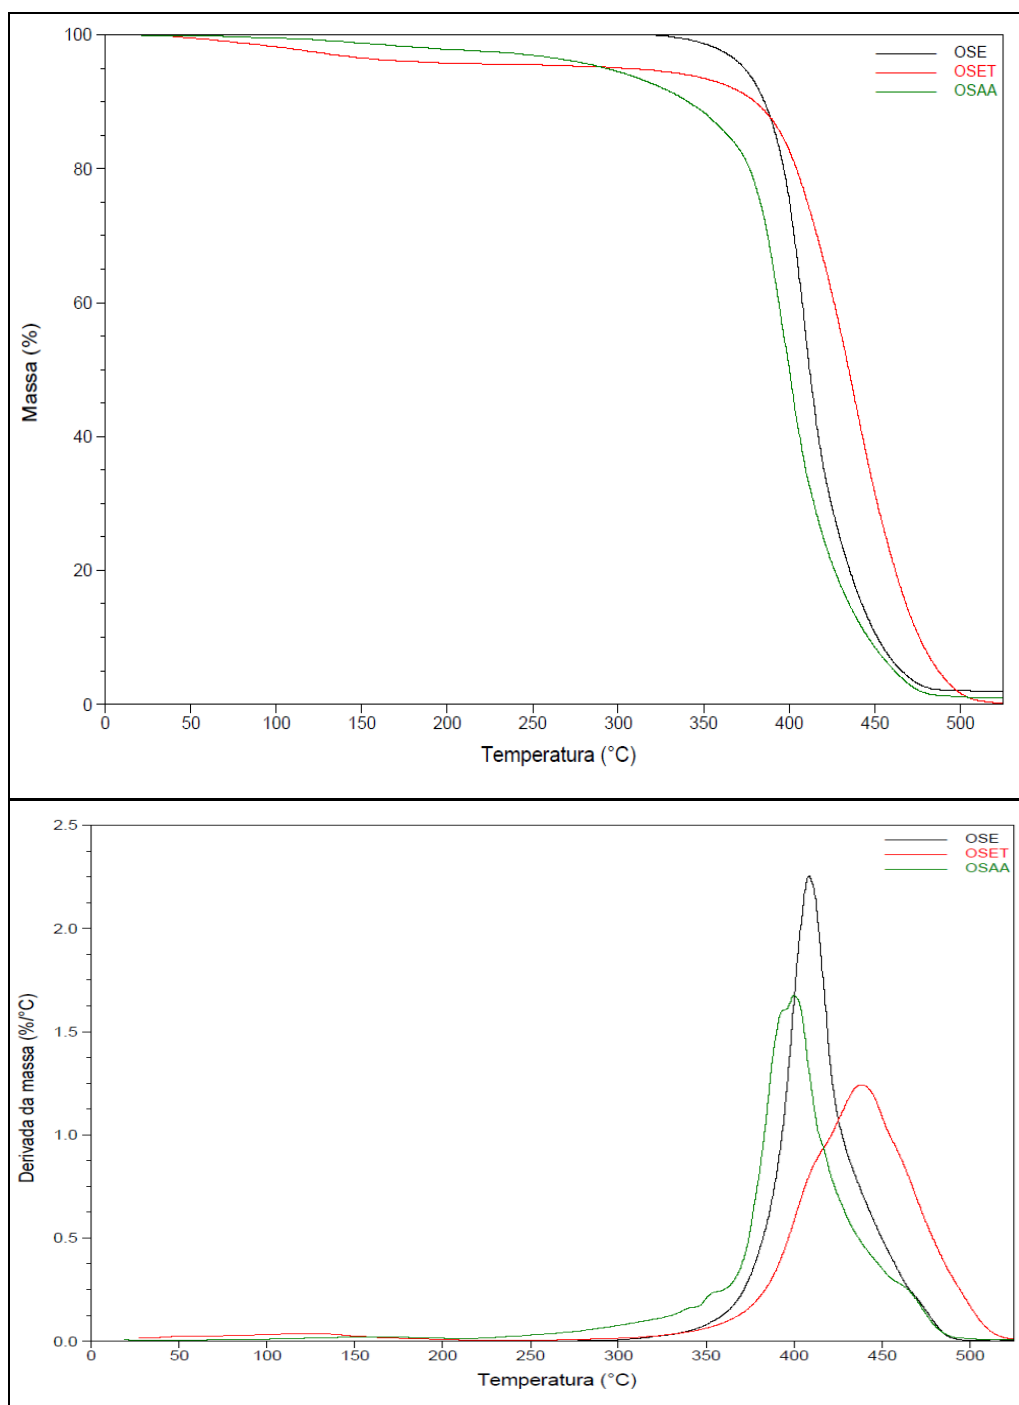 100
80
60
40
20
0
Massa (%)
OSE
OSET
OSAA
0 50 100 150 200 250 300 350 400 450 500
Temperatura (°C)
2.5
2.0
1.5
1.0
0.5
0.0
Derivada da massa (%/°C)
OSE
OSET
OSAA
0 50 100 150 200 250 300 350 400 450 500
Temperatura (°C)